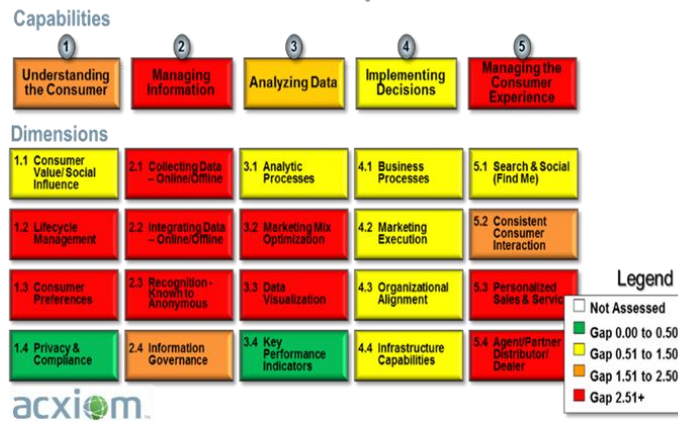 Capabilities
1
2
3
4
5
Understanding
the Consumer
Managing
Information
Analyzing Data
Implementing
Decisions
Managing the
Consumer
Experience
Dimensions
1.1 Consumer
Value/Social
Influence
2.1 Collecting Data
– Online/Offline
3.1 Analytic
Processes
4.1 Business
Processes
5.1 Search & Social
(Find Me)
1.2 Lifecycle
Management
2.2 Integrating Data
– Online/Offline
3.2 Marketing Mix
Optimization
4.2 Marketing
Execution
5.2 Consistent
Consumer
Interaction
1.3 Consumer
Preferences
2.3 Recognition -
Known to
Anonymous
3.3 Data
Visualization
4.3 Organizational
Alignment
5.3 Personalized
Sales & Servic
1.4 Privacy &
Compliance
2.4 Information
Governance
3.4 Key
Performance
Indicators
4.4 Infrastructure
Capabilities
5.4 Agent/Partner
Distributor/
Dealer
Legend
Not Assessed
Gap 0.00 to 0.50
Gap 0.51 to 1.50
Gap 1.51 to 2.50
Gap 2.51+
acxiom